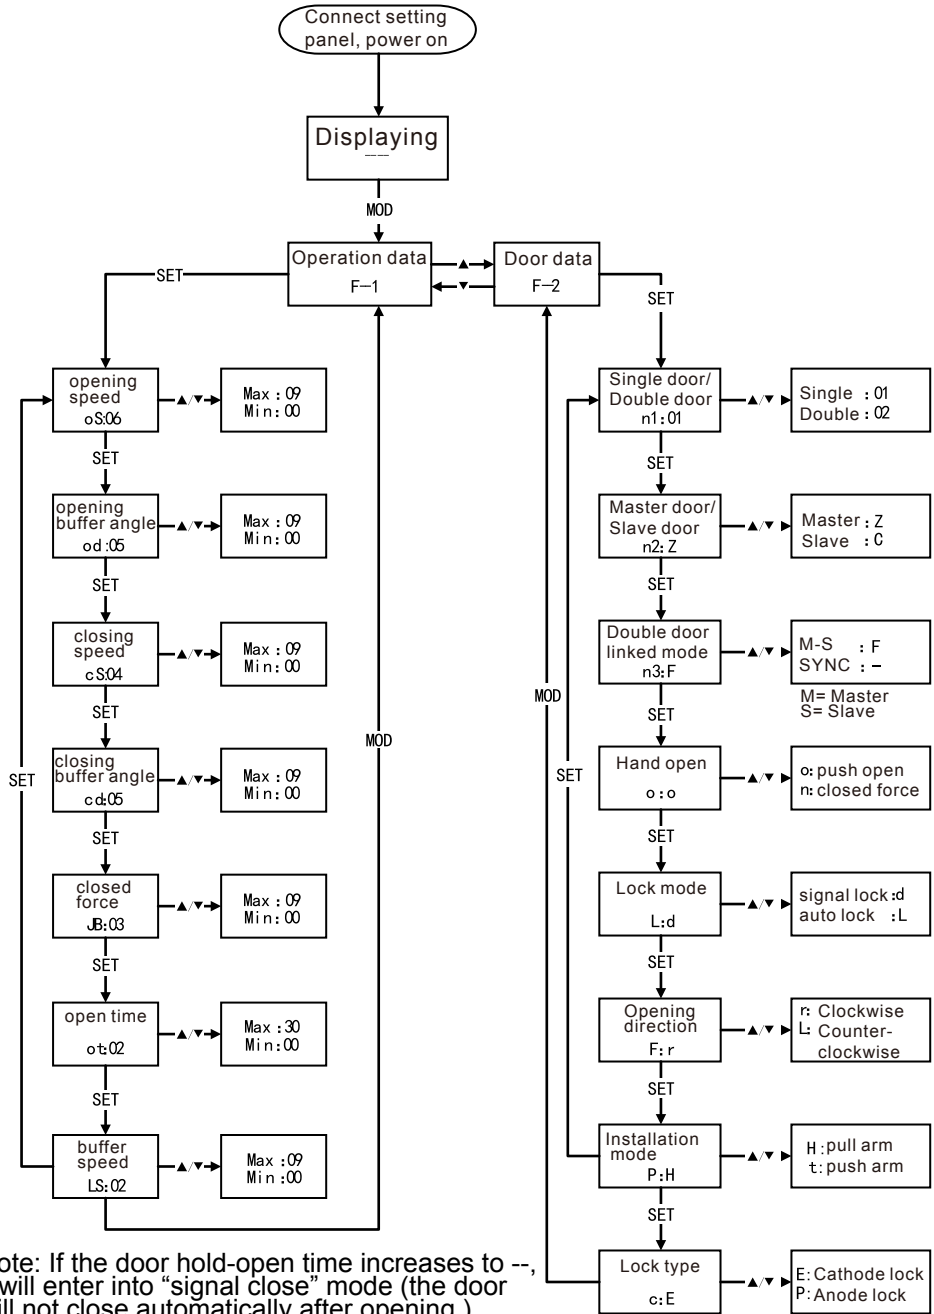 Connect setting
panel, power on
Displaying
----
MOD
Operation data
F—1
▲
▼
Door data
F—2
SET
SET
opening
speed
oS:06
▲/▼
Max:09
Min:00
SET
opening
buffer angle
od:05
▲/▼
Max:09
Min:00
SET
closing
speed
cS:04
▲/▼
Max:09
Min:00
SET
closing
buffer angle
cd:05
▲/▼
Max:09
Min:00
SET
closed
force
JB:03
▲/▼
Max:09
Min:00
SET
open time
ot:02
▲/▼
Max:30
Min:00
SET
buffer
speed
LS:02
▲/▼
Max:09
Min:00
SET
MOD
Single door/
Double door
n1:01
▲/▼
Single :01
Double:02
SET
Master door/
Slave door
n2:Z
▲/▼
Master:Z
Slave :C
SET
Double door
linked mode
n3:F
▲/▼
M-S :F
SYNC :–
M= Master
S= Slave
SET
Hand open
o:o
▲/▼
o:push open
n:closed force
SET
Lock mode
L:d
▲/▼
signal lock:d
auto lock :L
SET
Opening
direction
F:r
▲/▼
r: Clockwise
L: Counter-
clockwise
SET
Installation
mode
P:H
▲/▼
H:pull arm
t:push arm
SET
Lock type
c:E
▲/▼
E:Cathode lock
P:Anode lock
SET
MOD
ote: If the door hold-open time increases to --,
will enter into “signal close” mode (the door
ill not close automatically after opening.)